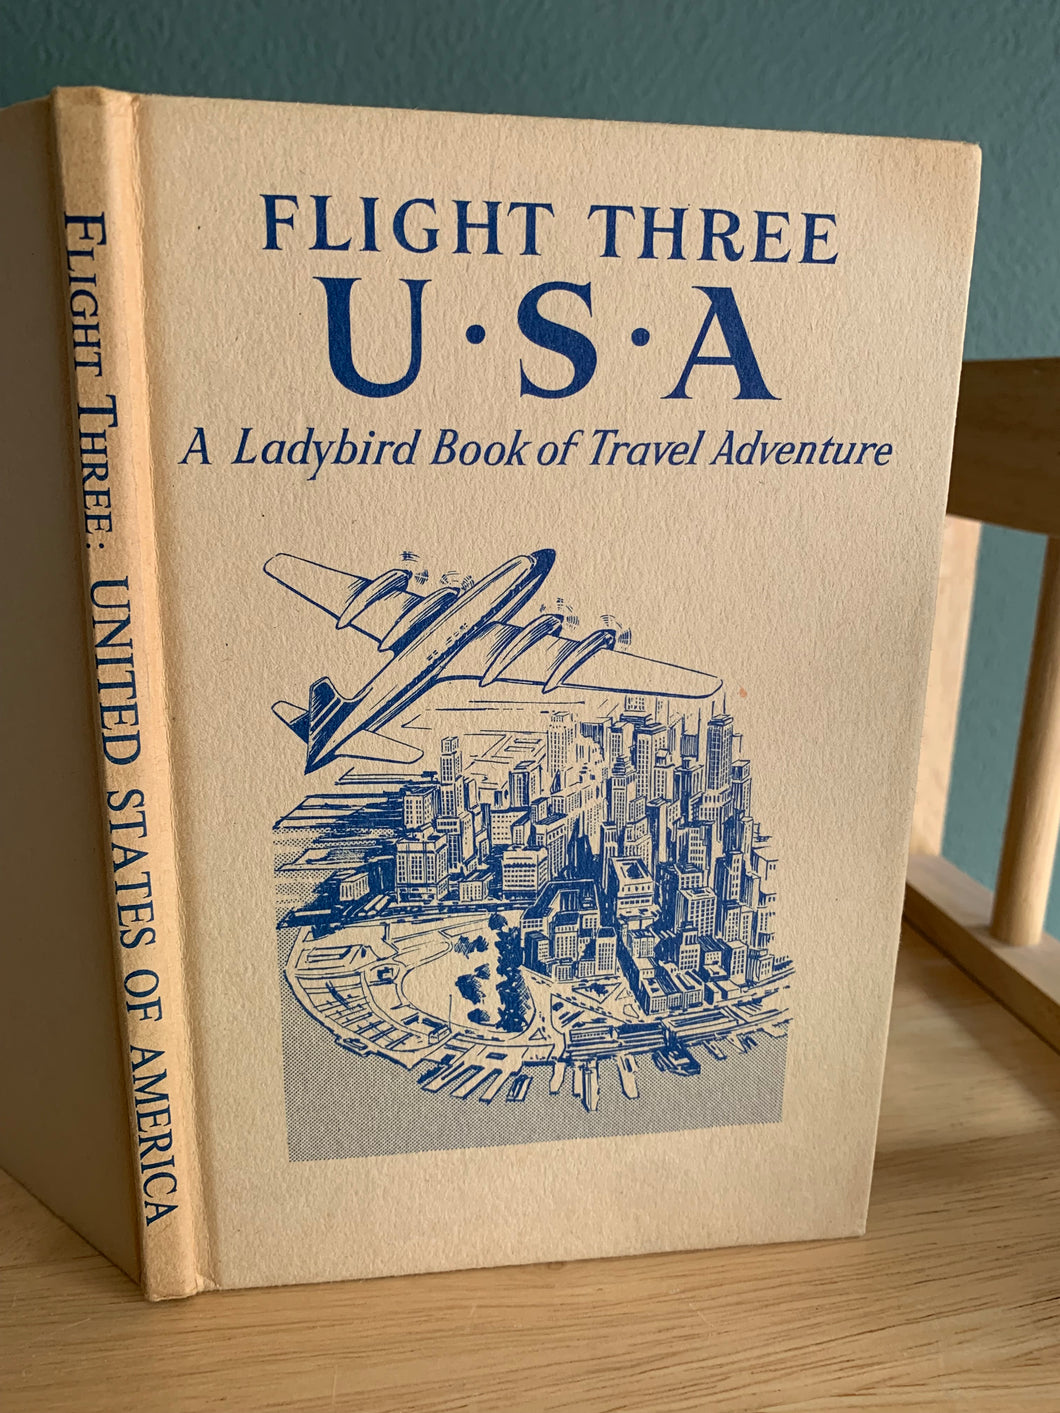 FLIGHT THREE: UNITED STATES OF AMERICA
FLIGHT THREE
U·S·A
A Ladybird Book of Travel Adventure